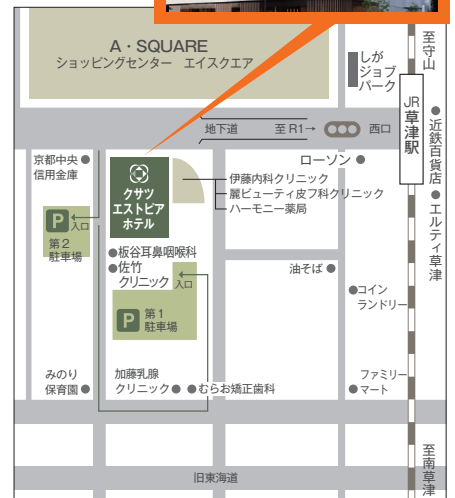 A・SQUARE
ショッピングセンター エイスクエア
しが
ジョブ
パーク
至守山
JR草津駅
近鉄百貨店
エルティ草津
地下道
至 R1→
西口
京都中央
信用金庫
クサツ
エストピア
ホテル
ローソン
伊藤内科クリニック
麗ビューティ皮フ科クリニック
ハーモニー薬局
P 入口
第2
駐車場
板谷耳鼻咽喉科
佐竹
クリニック
入口
油そば
コイン
ランドリー
P 第1
駐車場
みのり
保育園
加藤乳腺
クリニック
むらお矯正歯科
ファミリー
マート
至南草津
旧東海道